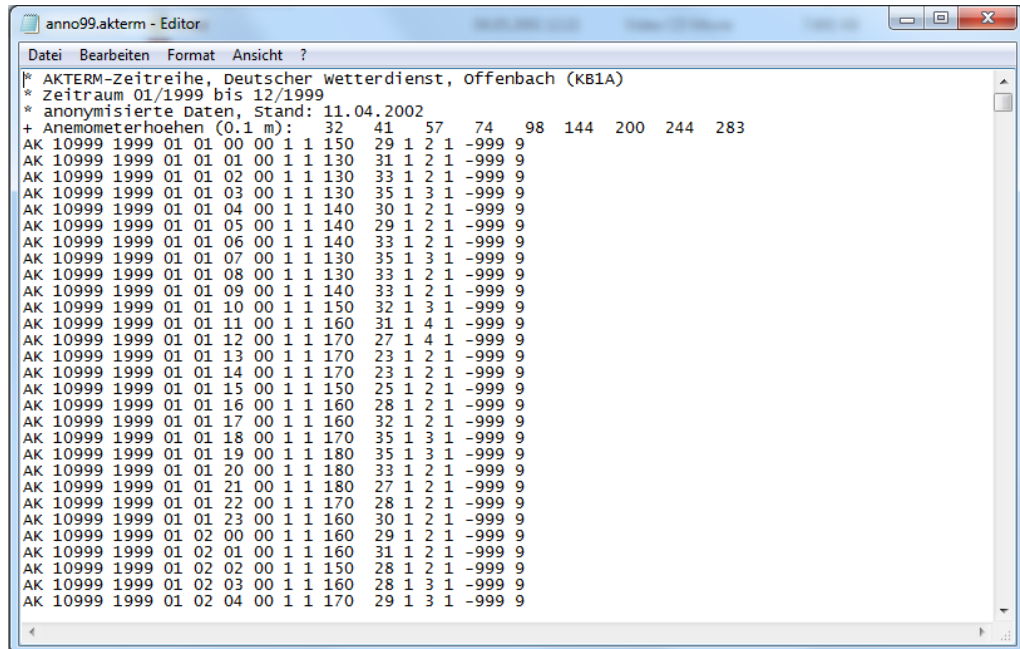 anno99.akterm - Editor
Datei Bearbeiten Format Ansicht ?
* AKTERM-Zeitreihe, Deutscher Wetterdienst, Offenbach (KB1A)
* Zeitraum 01/1999 bis 12/1999
* anonymisierte Daten, Stand: 11.04.2002
+ Anemometerhoehen (0.1 m): 32 41 57 74 98 144 200 244 283
AK 10999 1999 01 01 00 00 1 1 150 29 1 2 1 -999 9
AK 10999 1999 01 01 01 00 1 1 130 31 1 2 1 -999 9
AK 10999 1999 01 01 02 00 1 1 130 33 1 2 1 -999 9
AK 10999 1999 01 01 03 00 1 1 130 35 1 3 1 -999 9
AK 10999 1999 01 01 04 00 1 1 140 30 1 2 1 -999 9
AK 10999 1999 01 01 05 00 1 1 140 29 1 2 1 -999 9
AK 10999 1999 01 01 06 00 1 1 140 33 1 2 1 -999 9
AK 10999 1999 01 01 07 00 1 1 130 35 1 3 1 -999 9
AK 10999 1999 01 01 08 00 1 1 130 33 1 2 1 -999 9
AK 10999 1999 01 01 09 00 1 1 140 33 1 2 1 -999 9
AK 10999 1999 01 01 10 00 1 1 150 32 1 3 1 -999 9
AK 10999 1999 01 01 11 00 1 1 160 31 1 4 1 -999 9
AK 10999 1999 01 01 12 00 1 1 170 27 1 4 1 -999 9
AK 10999 1999 01 01 13 00 1 1 170 23 1 2 1 -999 9
AK 10999 1999 01 01 14 00 1 1 170 23 1 2 1 -999 9
AK 10999 1999 01 01 15 00 1 1 150 25 1 2 1 -999 9
AK 10999 1999 01 01 16 00 1 1 160 28 1 2 1 -999 9
AK 10999 1999 01 01 17 00 1 1 160 32 1 2 1 -999 9
AK 10999 1999 01 01 18 00 1 1 170 35 1 3 1 -999 9
AK 10999 1999 01 01 19 00 1 1 180 35 1 3 1 -999 9
AK 10999 1999 01 01 20 00 1 1 180 33 1 2 1 -999 9
AK 10999 1999 01 01 21 00 1 1 180 27 1 2 1 -999 9
AK 10999 1999 01 01 22 00 1 1 170 28 1 2 1 -999 9
AK 10999 1999 01 01 23 00 1 1 160 30 1 2 1 -999 9
AK 10999 1999 01 02 00 00 1 1 160 29 1 2 1 -999 9
AK 10999 1999 01 02 01 00 1 1 160 31 1 2 1 -999 9
AK 10999 1999 01 02 02 00 1 1 150 28 1 2 1 -999 9
AK 10999 1999 01 02 03 00 1 1 160 28 1 3 1 -999 9
AK 10999 1999 01 02 04 00 1 1 170 29 1 3 1 -999 9